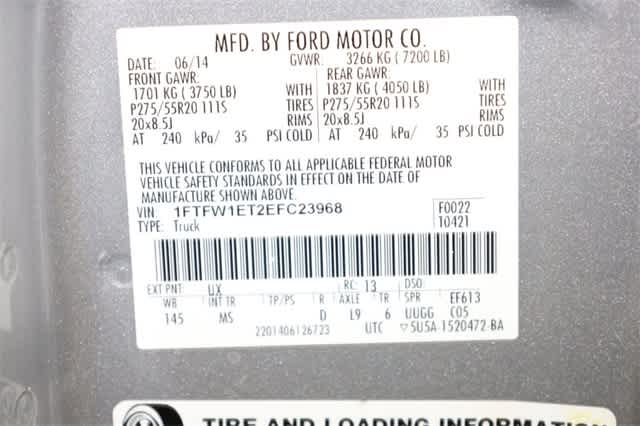 MFD. BY FORD MOTOR CO.
DATE: 06/14 GVWR: 3266 KG (7200 LB)
FRONT GAWR: REAR GAWR:
1701 KG (3750 LB) WITH 1837 KG (4050 LB) WITH
P275/55R20 111S TIRES P275/55R20 111S TIRES
20x8.5J RIMS 20x8.5J RIMS
AT 240 kPa/ 35 PSI COLD AT 240 kPa/ 35 PSI COLD
THIS VEHICLE CONFORMS TO ALL APPLICABLE FEDERAL MOTOR
VEHICLE SAFETY STANDARDS IN EFFECT ON THE DATE OF
MANUFACTURE SHOWN ABOVE.
VIN: 1FTFW1ET2EFC23968 F0022
TYPE: Truck 10421
EXT PNT: UX RC: 13 DSO:
WB INT TR TP/PS R AXLE TR SPR EF613
145 MS D L9 6 UUGG C05
2201406126723 UTC ▽5U5A-1520472-BA
TIRE AND LOADING INFORMATION